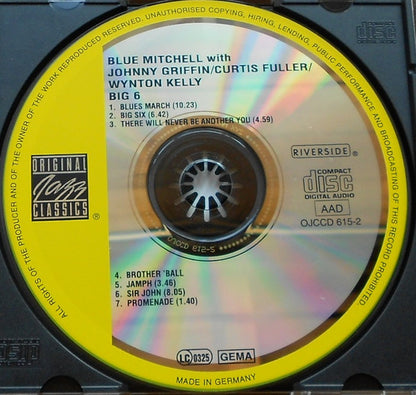 ALL RIGHTS OF THE PRODUCER AND OF THE OWNER OF THE WORK REPRODUCED RESERVED. UNAUTHORISED COPYING, HIRING, LENDING, PUBLIC PERFORMANCE AND BROADCASTING OF THIS RECORD PROHIBITED.
BLUE MITCHELL with
JOHNNY GRIFFIN/CURTIS FULLER/
WYNTON KELLY
BIG 6
1. BLUES MARCH (10.23)
2. BIG SIX (6.42)
3. THERE WILL NEVER BE ANOTHER YOU (4.59)
ORIGINAL
Jazz
CLASSICS
®
RIVERSIDE®
COMPACT
disc
DIGITAL AUDIO
AAD
OJCCD 615-2
OJCCD 615-2
4. BROTHER 'BALL
5. JAMPH (3.46)
6. SIR JOHN (8.05)
7. PROMENADE (1.40)
LC 0325
GEMA
MADE IN GERMANY